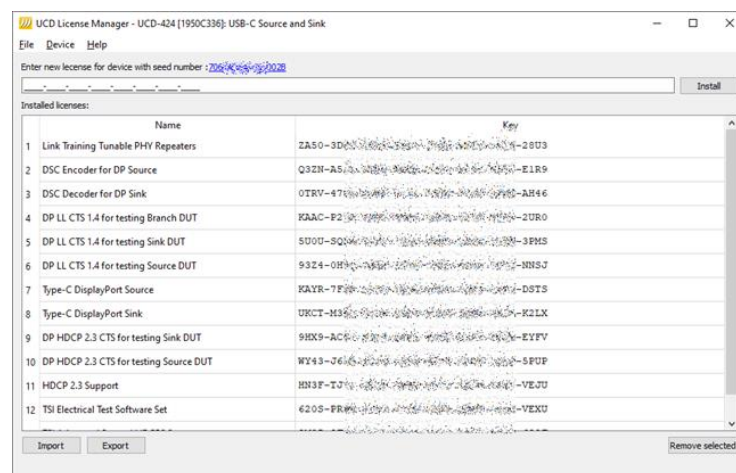 UCD License Manager - UCD-424 [1950C336]: USB-C Source and Sink
File Device Help
Enter new lecense for device with seed number :
Install
Installed licenses:
Name Key
1 Link Training Tunable PHY Repeaters ZA50-3D -28U3
2 DSC Encoder for DP Source Q3ZN-A5 -E1R9
3 DSC Decoder for DP Sink 0TRV-47 -AH46
4 DP LL CTS 1.4 for testing Branch DUT KAAC-P2 -2UR0
5 DP LL CTS 1.4 for testing Sink DUT 5U0U-SQ -3PMS
6 DP LL CTS 1.4 for testing Source DUT 93Z4-0H -NNSJ
7 Type-C DisplayPort Source KAYR-7F -DSTS
8 Type-C DisplayPort Sink UKCT-M3 -K2LX
9 DP HDCP 2.3 CTS for testing Sink DUT 9HX9-AC -EYFV
10 DP HDCP 2.3 CTS for testing Source DUT WY43-J6 -5PUP
11 HDCP 2.3 Support HN3F-TJ -VEJU
12 TSI Electrical Test Software Set 620S-PR -VEXU
Import Export Remove selected